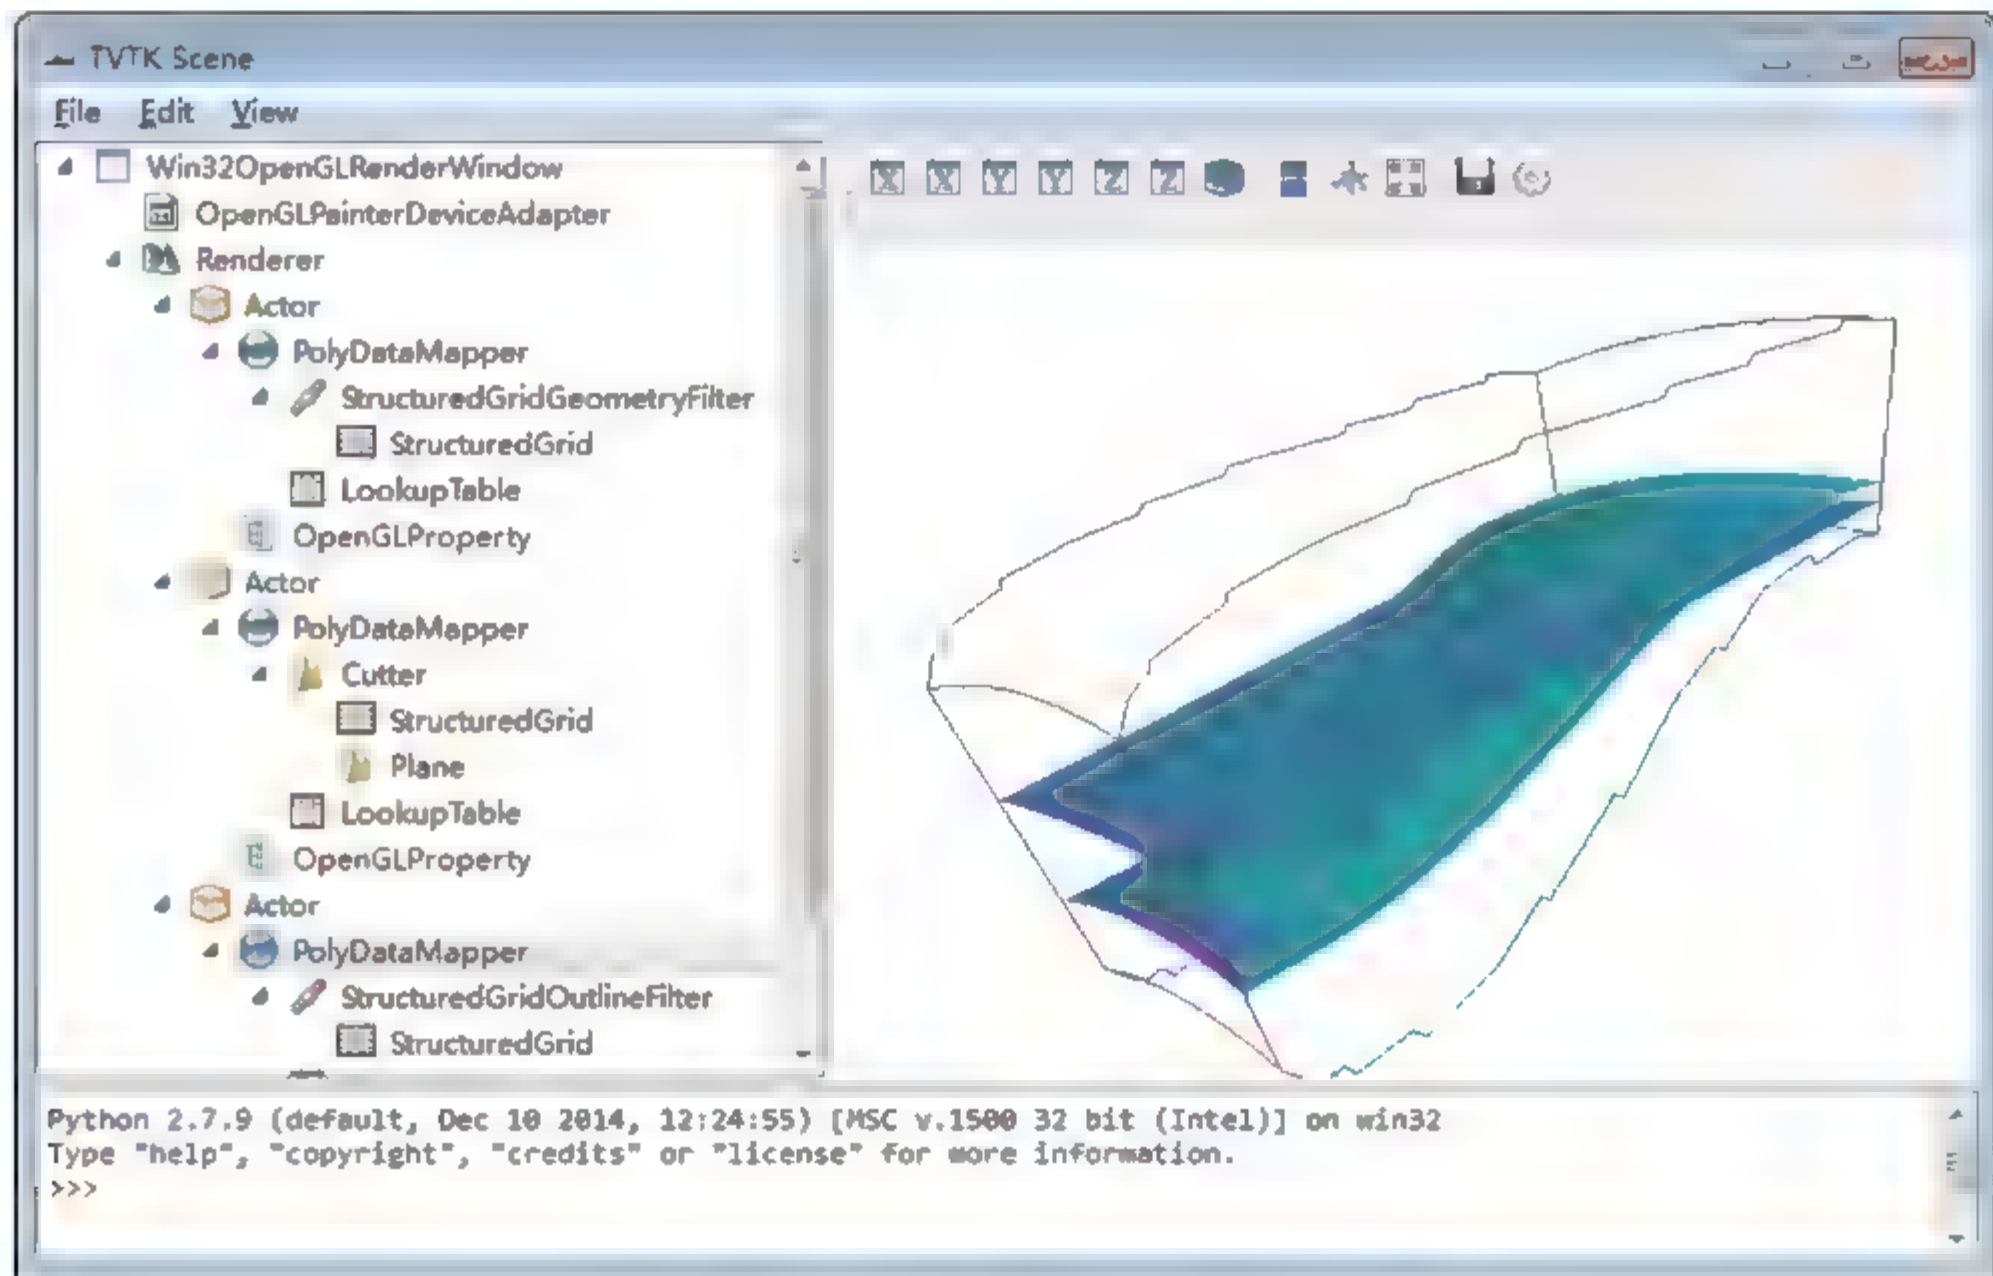 TVTK Scene
File Edit View
Win32OpenGLRenderWindow
OpenGLPainterDeviceAdapter
Renderer
Actor
PolyDataMapper
StructuredGridGeometryFilter
StructuredGrid
LookupTable
OpenGLProperty
Actor
PolyDataMapper
Cutter
StructuredGrid
Plane
LookupTable
OpenGLProperty
Actor
PolyDataMapper
StructuredGridOutlineFilter
StructuredGrid
X X Y Y Z Z
Python 2.7.9 (default, Dec 10 2014, 12:24:55) [MSC v.1500 32 bit (Intel)] on win32
Type "help", "copyright", "credits" or "license" for more information.
>>>